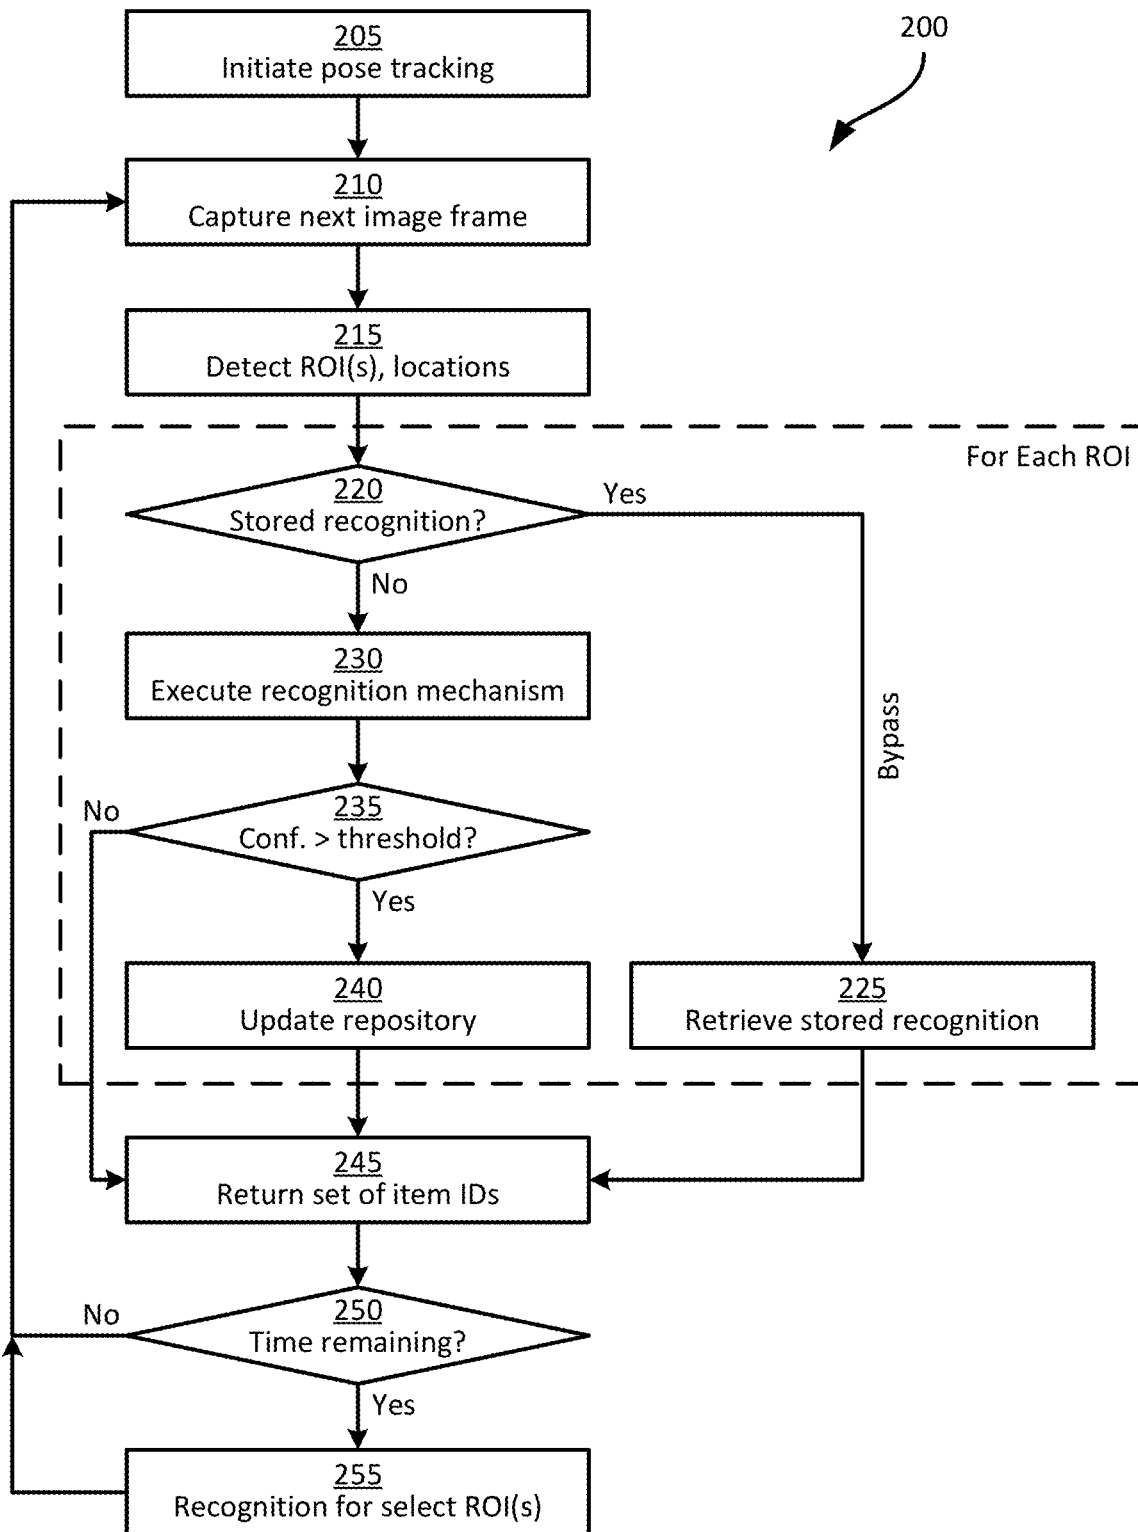 205
Initiate pose tracking
200
210
Capture next image frame
215
Detect ROI(s), locations
For Each ROI
220
Stored recognition?
Yes
No
230
Execute recognition mechanism
Bypass
235
Conf. > threshold?
No
Yes
240
Update repository
225
Retrieve stored recognition
245
Return set of item IDs
250
Time remaining?
No
Yes
255
Recognition for select ROI(s)